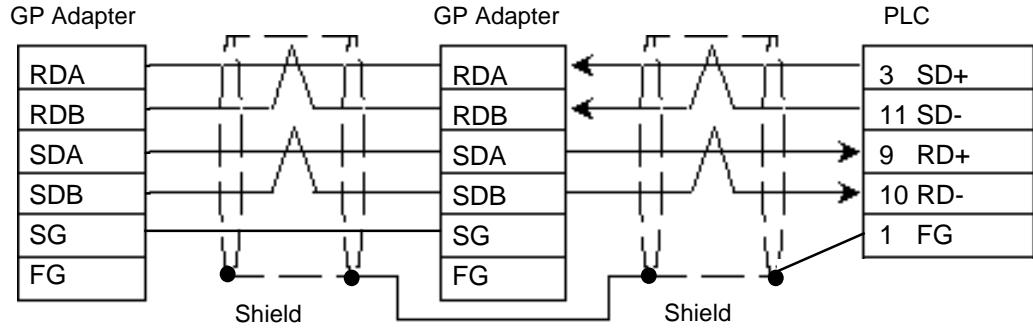 GP Adapter GP Adapter PLC
RDA RDA 3 SD+
RDB RDB 11 SD-
SDA SDA 9 RD+
SDB SDB 10 RD-
SG SG 1 FG
FG FG
Shield Shield